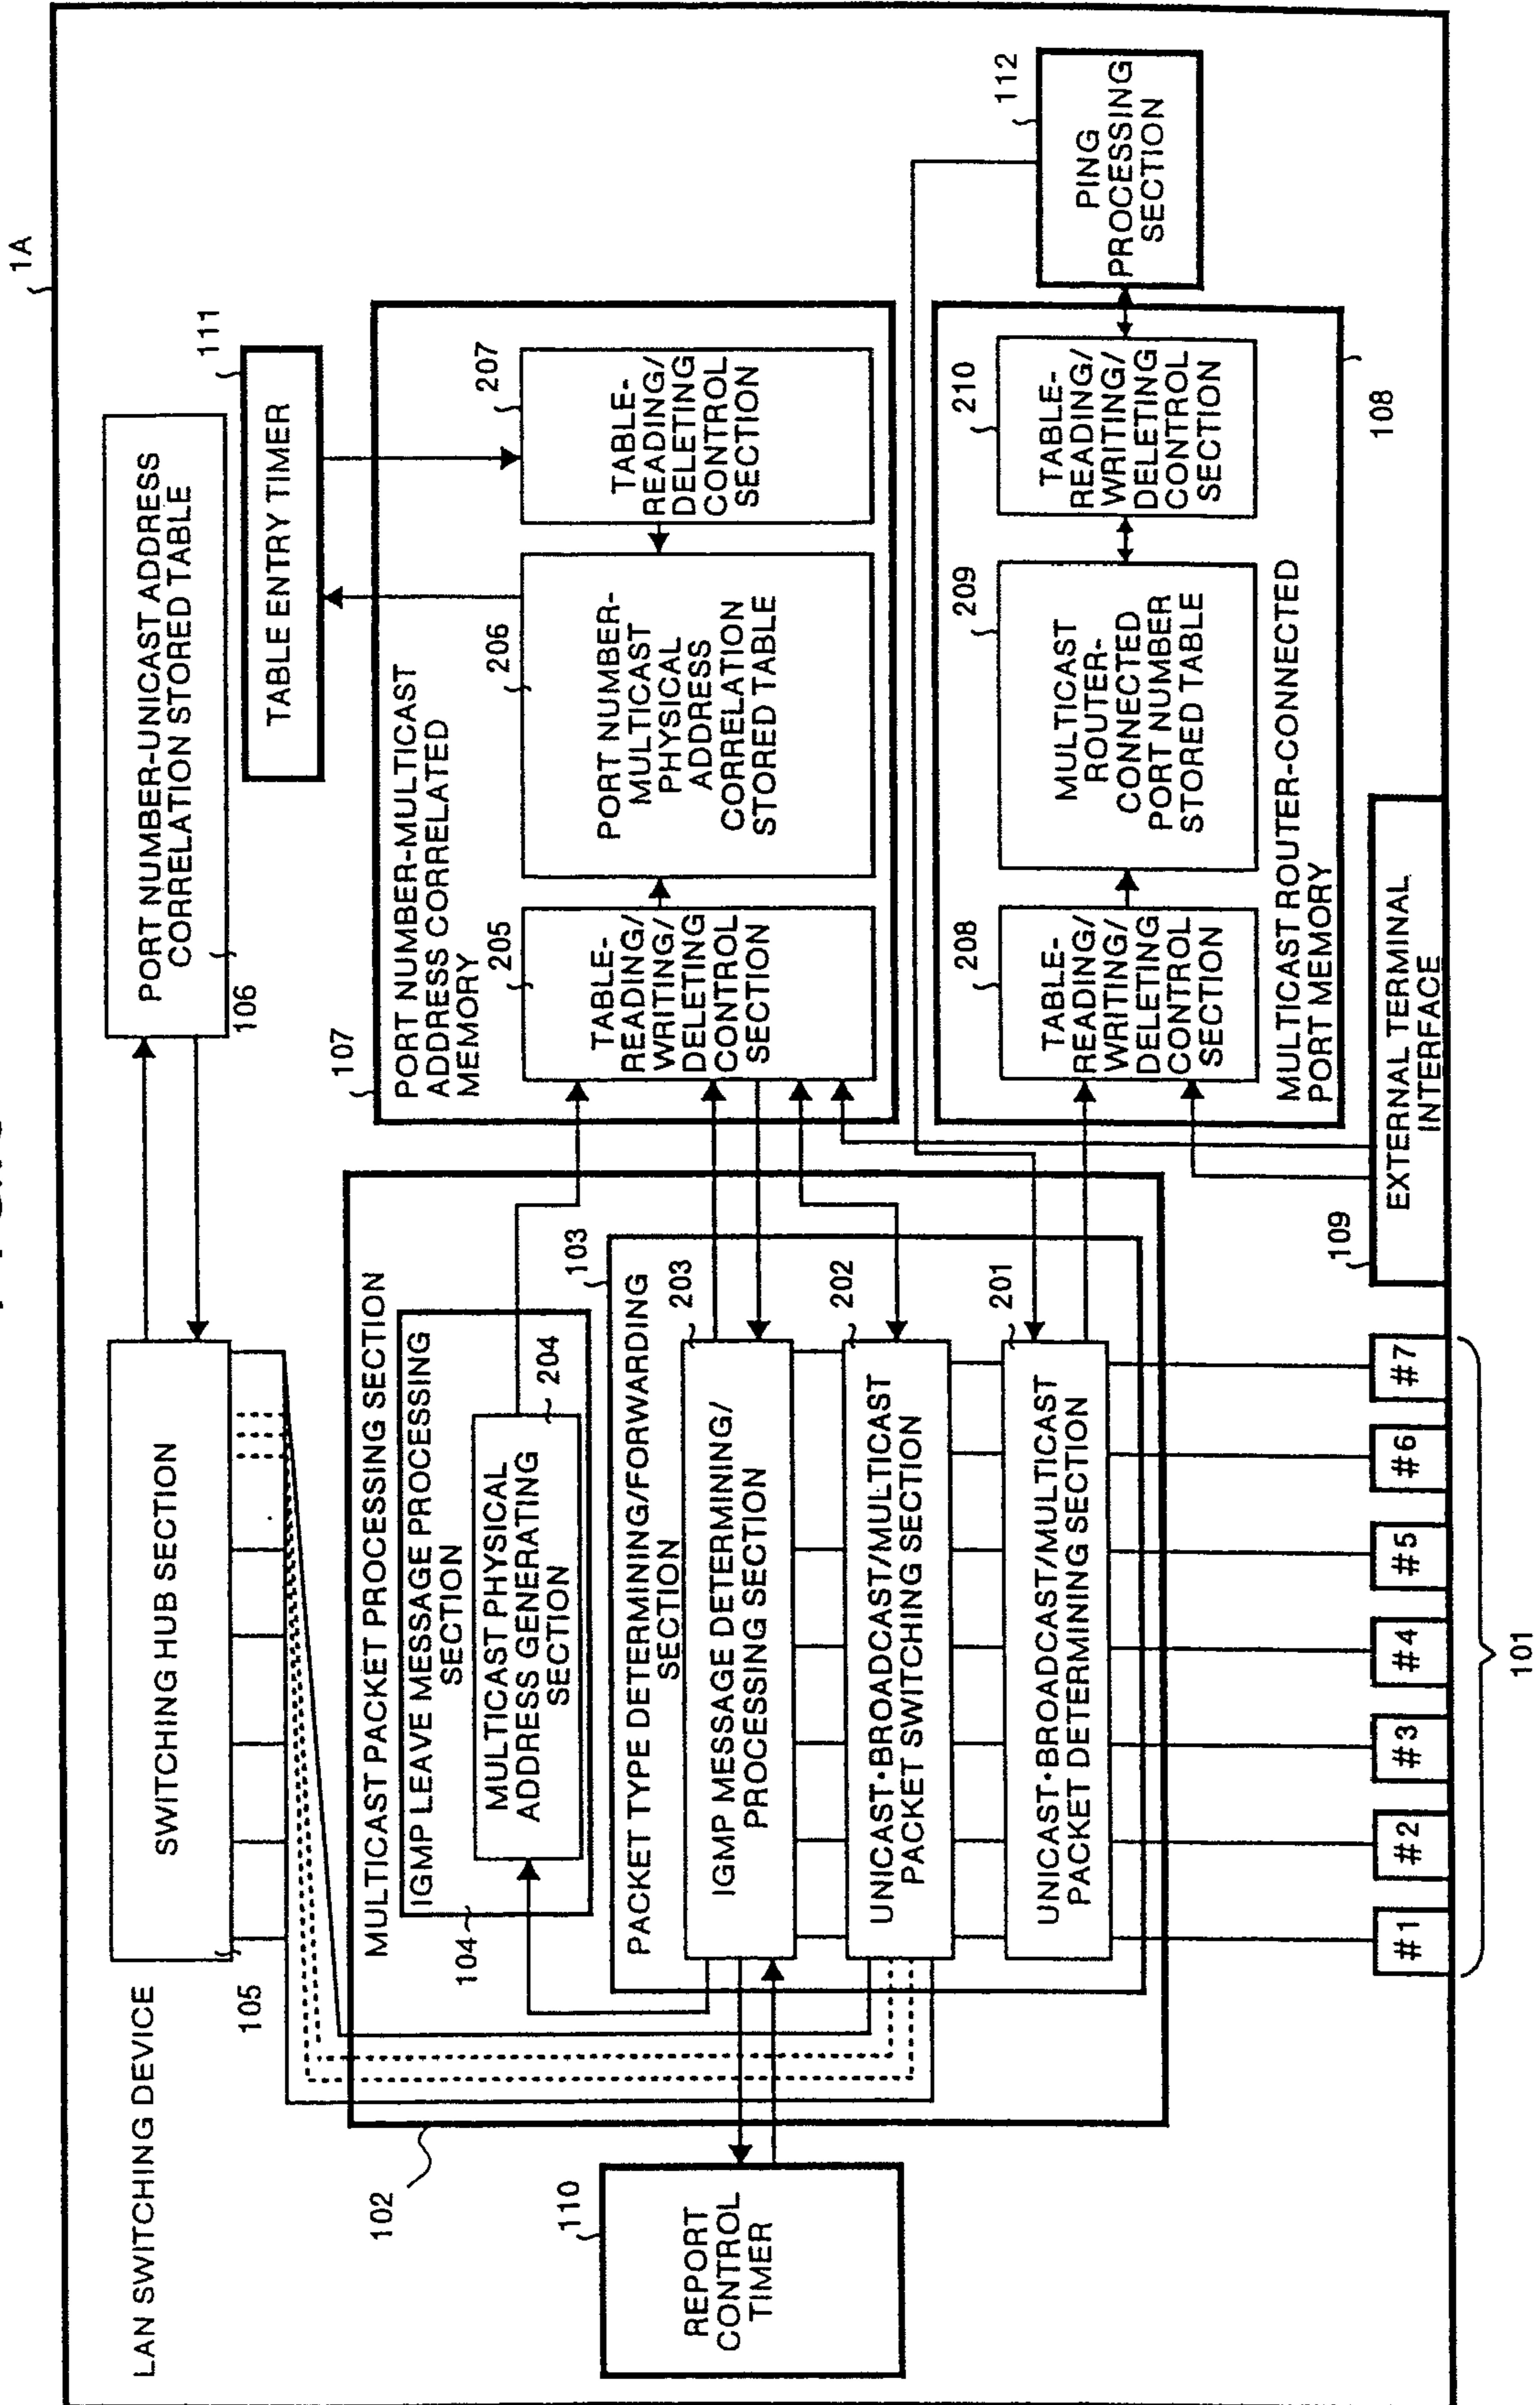 1A
LAN SWITCHING DEVICE
SWITCHING HUB SECTION
105
PORT NUMBER-UNICAST ADDRESS
CORRELATION STORED TABLE
106
TABLE ENTRY TIMER
111
102
MULTICAST PACKET PROCESSING SECTION
IGMP LEAVE MESSAGE PROCESSING
SECTION
104
MULTICAST PHYSICAL
ADDRESS GENERATING
SECTION
204
103
PACKET TYPE DETERMINING/FORWARDING
SECTION
203
IGMP MESSAGE DETERMINING/
PROCESSING SECTION
202
UNICAST·BROADCAST/MULTICAST
PACKET SWITCHING SECTION
201
UNICAST·BROADCAST/MULTICAST
PACKET DETERMINING SECTION
110
REPORT
CONTROL
TIMER
107
PORT NUMBER-MULTICAST
ADDRESS CORRELATED
MEMORY
205
TABLE-
READING/
WRITING/
DELETING
CONTROL
SECTION
206
PORT NUMBER-
MULTICAST
PHYSICAL
ADDRESS
CORRELATION
STORED TABLE
207
TABLE-
READING/
DELETING
CONTROL
SECTION
208
TABLE-
READING/
WRITING/
DELETING
CONTROL
SECTION
209
MULTICAST
ROUTER-
CONNECTED
PORT NUMBER
STORED TABLE
210
TABLE-
READING/
WRITING/
DELETING
CONTROL
SECTION
MULTICAST ROUTER-CONNECTED
PORT MEMORY
108
112
PING
PROCESSING
SECTION
109
EXTERNAL TERMINAL
INTERFACE
#1
#2
#3
#4
#5
#6
#7
101